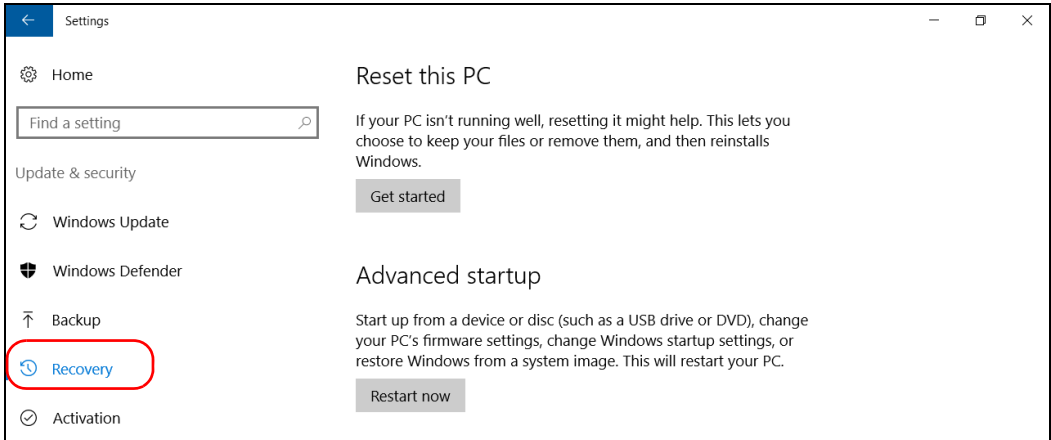 Settings
Home
Find a setting
Update & security
Windows Update
Windows Defender
Backup
Recovery
Activation
Reset this PC
If your PC isn't running well, resetting it might help. This lets you
choose to keep your files or remove them, and then reinstalls
Windows.
Get started
Advanced startup
Start up from a device or disc (such as a USB drive or DVD), change
your PC's firmware settings, change Windows startup settings, or
restore Windows from a system image. This will restart your PC.
Restart now